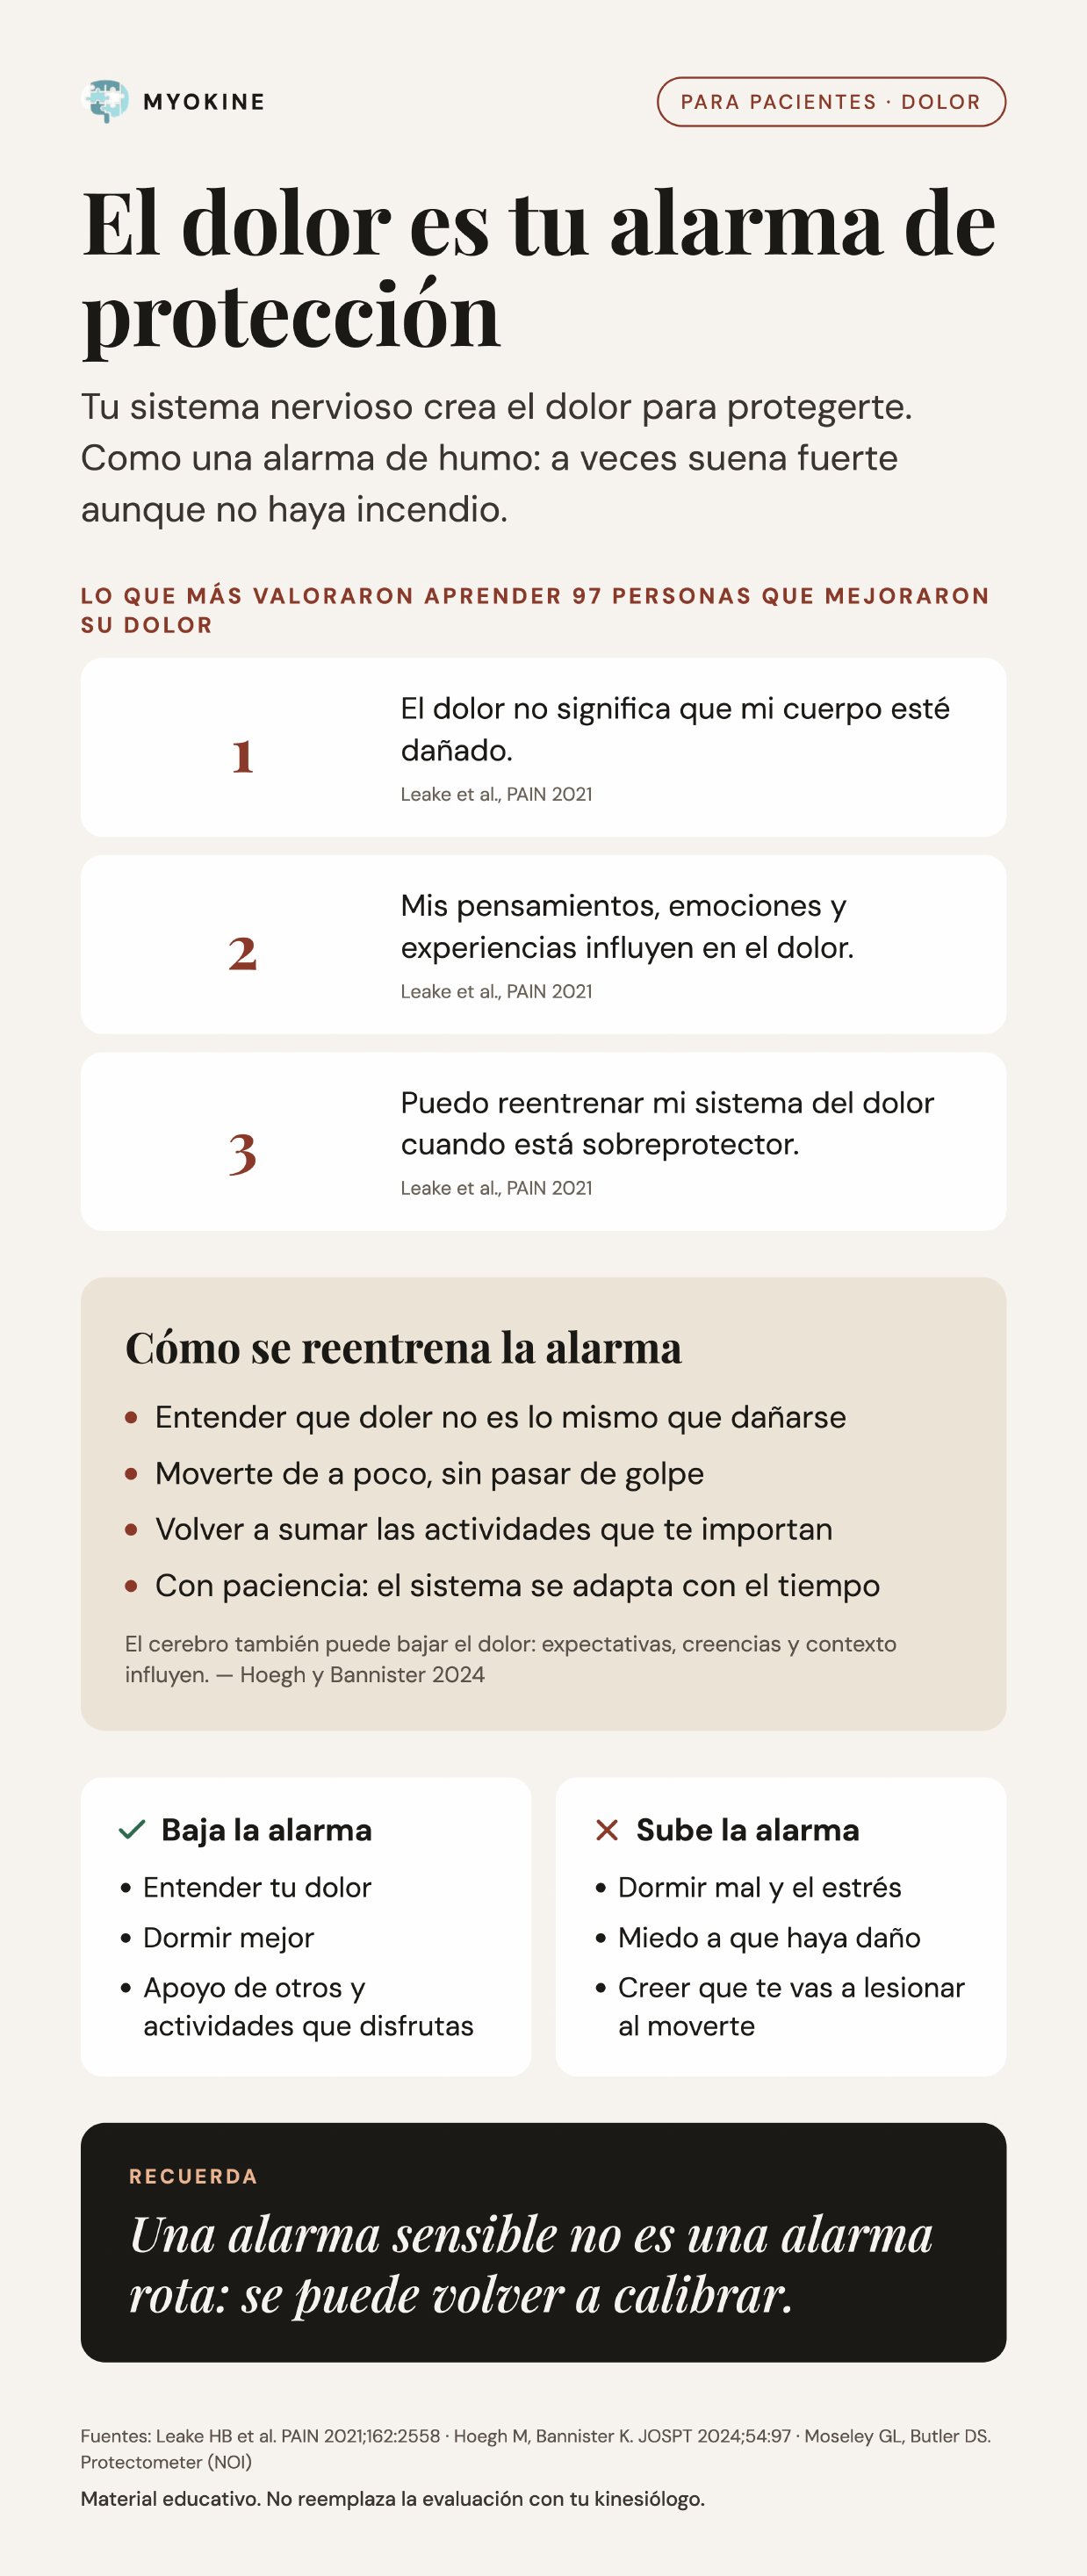 MYOKINE
PARA PACIENTES · DOLOR
El dolor es tu alarma de
protección
Tu sistema nervioso crea el dolor para protegerte.
Como una alarma de humo: a veces suena fuerte
aunque no haya incendio.
LO QUE MÁS VALORARON APRENDER 97 PERSONAS QUE MEJORARON
SU DOLOR
1
El dolor no significa que mi cuerpo esté
dañado.
Leake et al., PAIN 2021
2
Mis pensamientos, emociones y
experiencias influyen en el dolor.
Leake et al., PAIN 2021
3
Puedo reentrenar mi sistema del dolor
cuando está sobreprotector.
Leake et al., PAIN 2021
Cómo se reentrena la alarma
• Entender que doler no es lo mismo que dañarse
• Moverte de a poco, sin pasar de golpe
• Volver a sumar las actividades que te importan
• Con paciencia: el sistema se adapta con el tiempo
El cerebro también puede bajar el dolor: expectativas, creencias y contexto
influyen. — Hoegh y Bannister 2024
✓ Baja la alarma
• Entender tu dolor
• Dormir mejor
• Apoyo de otros y
actividades que disfrutas
✕ Sube la alarma
• Dormir mal y el estrés
• Miedo a que haya daño
• Creer que te vas a lesionar
al moverte
RECUERDA
Una alarma sensible no es una alarma
rota: se puede volver a calibrar.
Fuentes: Leake HB et al. PAIN 2021;162:2558 · Hoegh M, Bannister K. JOSPT 2024;54:97 · Moseley GL, Butler DS.
Protectometer (NOI)
Material educativo. No reemplaza la evaluación con tu kinesiólogo.